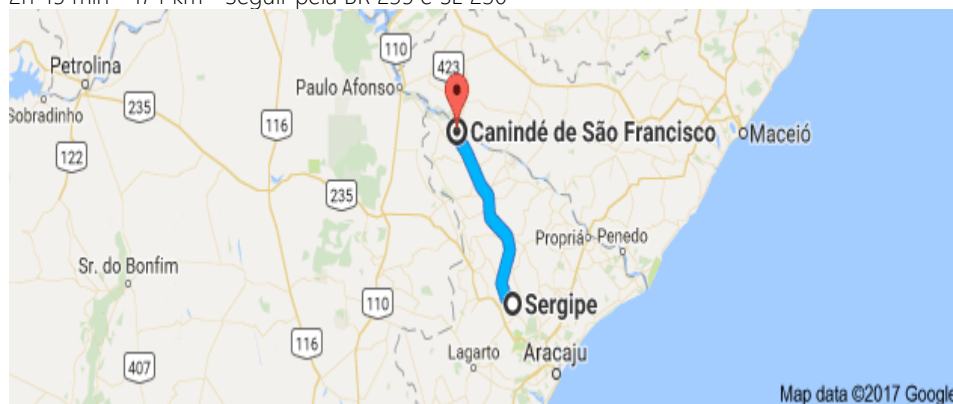 110
423
Petrolina
Paulo Afonso
Sobradinho
235
116
Canindé de São Francisco
Maceió
122
235
Propriá
Penedo
Sr. do Bonfim
110
Sergipe
116
Lagarto
Aracaju
407
Map data ©2017 Google